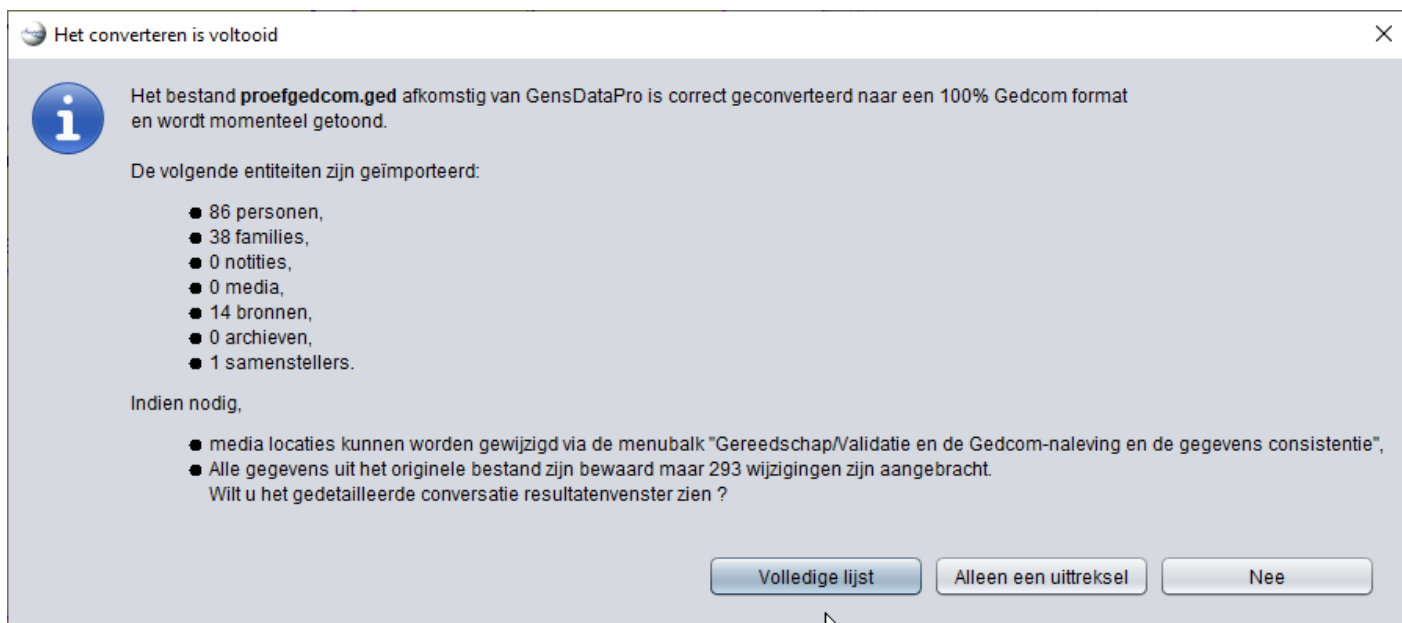 Het converteren is voltooid
Het bestand proefgedcom.ged afkomstig van GensDataPro is correct geconverteerd naar een 100% Gedcom format
en wordt momenteel getoond.
De volgende entiteiten zijn geïmporteerd:
● 86 personen,
● 38 families,
● 0 notities,
● 0 media,
● 14 bronnen,
● 0 archieven,
● 1 samenstellers.
Indien nodig,
● media locaties kunnen worden gewijzigd via de menubalk "Gereedschap/Validatie en de Gedcom-naleving en de gegevens consistentie",
● Alle gegevens uit het originele bestand zijn bewaard maar 293 wijzigingen zijn aangebracht.
Wilt u het gedetailleerde conversatie resultatenvenster zien ?
Volledige lijst
Alleen een uittreksel
Nee